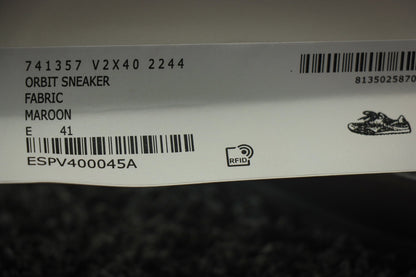 741357 V2X40 2244
ORBIT SNEAKER
FABRIC
MAROON
E 41
ESPV400045A
8135025870
RFID